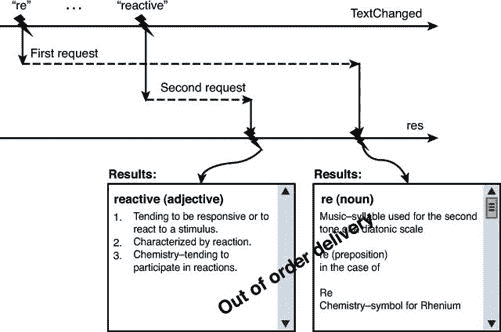 “re” ... “reactive” TextChanged
First request
Second request
res
Results:
reactive (adjective)
1. Tending to be responsive or to
react to a stimulus.
2. Characterized by reaction.
3. Chemistry–tending to
participate in reactions.
Results:
re (noun)
Music–syllable used for the second
tone of a diatonic scale
re (preposition)
in the case of
Re
Chemistry–symbol for Rhenium
Out of order delivery